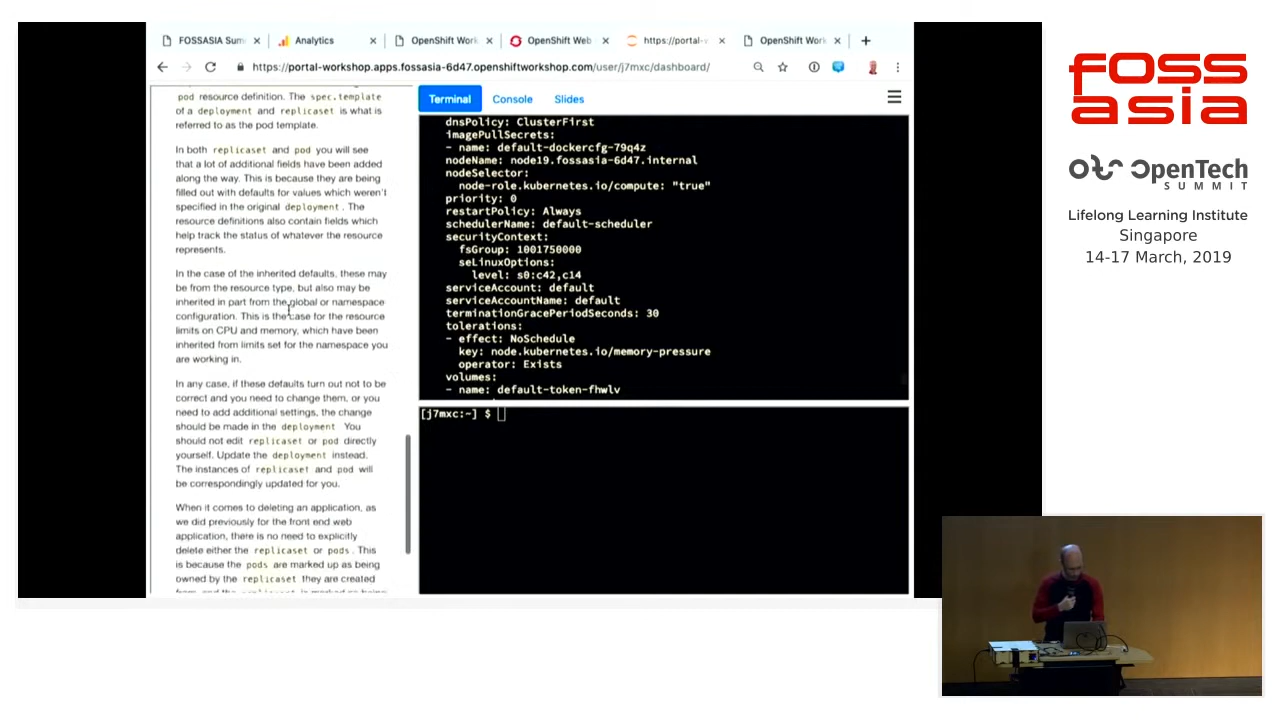 FOSSASIA Sum
Analytics
OpenShift Work
OpenShift Web
https://portal-w
OpenShift Work
https://portal-workshop.apps.fossasia-6d47.openshiftworkshop.com/user/j7mxc/dashboard/
pod resource definition. The spec.template
of a deployment and replicaset is what is
referred to as the pod template.
In both replicaset and pod you will see
that a lot of additional fields have been added
along the way. This is because they are being
filled out with defaults for values which weren't
specified in the original deployment. The
resource definitions also contain fields which
help track the status of whatever the resource
represents.
In the case of the inherited defaults, these may
be from the resource type, but also may be
inherited in part from the global or namespace
configuration. This is the case for the resource
limits on CPU and memory, which have been
inherited from limits set for the namespace you
are working in.
In any case, if these defaults turn out not to be
correct and you need to change them, or you
need to add additional settings, the change
should be made in the deployment You
should not edit replicaset or pod directly
yourself. Update the deployment instead.
The instances of replicaset and pod will
be correspondingly updated for you.
When it comes to deleting an application, as
we did previously for the front end web
application, there is no need to explicitly
delete either the replicaset or pods. This
is because the pods are marked up as being
owned by the replicaset they are created
Terminal
Console
Slides
dnsPolicy: ClusterFirst
imagePullSecrets:
- name: default-dockercfg-79q4z
nodeName: node19.fossasia-6d47.internal
nodeSelector:
node-role.kubernetes.io/compute: "true"
priority: 0
restartPolicy: Always
schedulerName: default-scheduler
securityContext:
fsGroup: 1001750000
seLinuxOptions:
level: s0:c42,c14
serviceAccount: default
serviceAccountName: default
terminationGracePeriodSeconds: 30
tolerations:
- effect: NoSchedule
key: node.kubernetes.io/memory-pressure
operator: Exists
volumes:
- name: default-token-fhwlv
[j7mxc:~] $
FOSS
asia
OpenTech
SUMMIT
Lifelong Learning Institute
Singapore
14-17 March, 2019